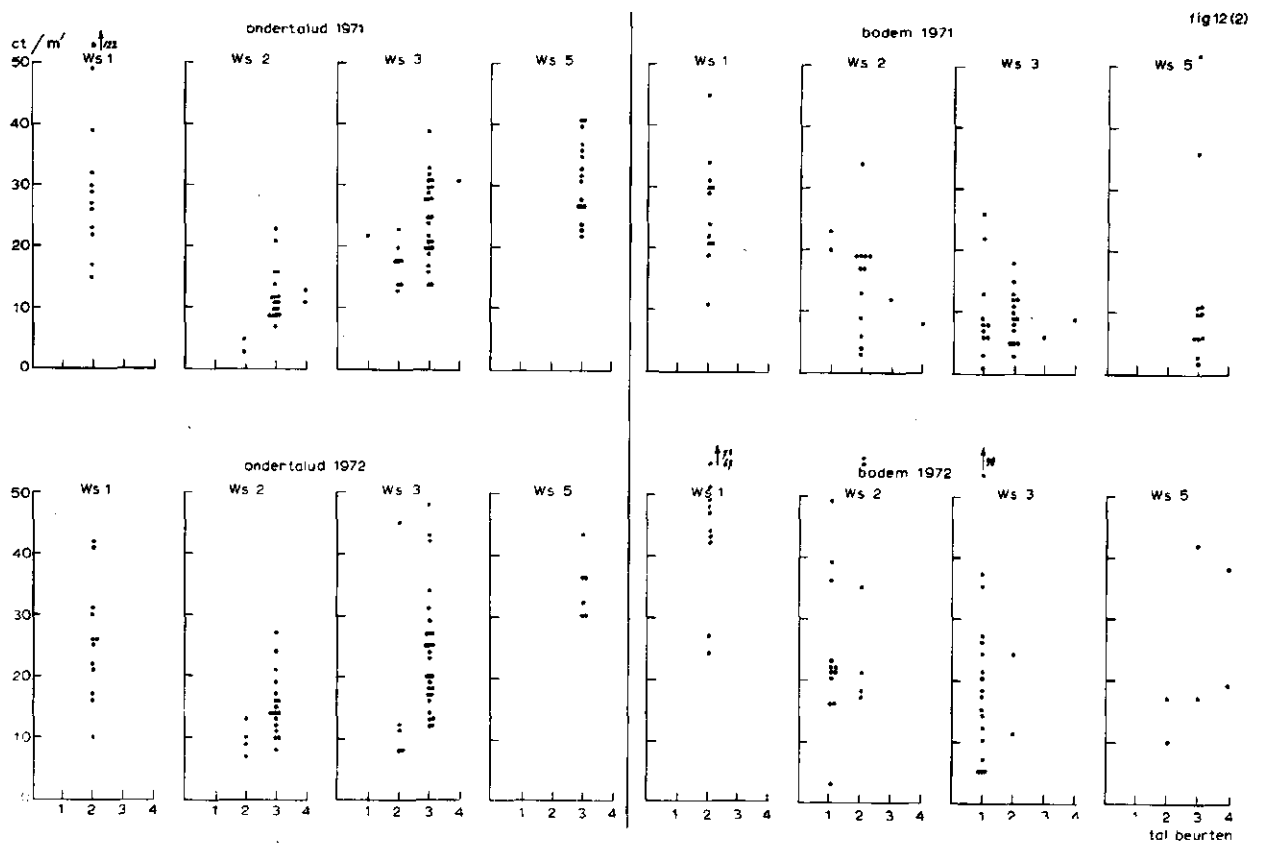 fig 12(2)
ondertalud 1971
bodem 1971
ct/m'
122
Ws 1
Ws 2
Ws 3
Ws 5
Ws 1
Ws 2
Ws 3
Ws 5
50
40
30
20
10
0
ondertalud 1972
bodem 1972
Ws 1
Ws 2
Ws 3
Ws 5
Ws 1
Ws 2
Ws 3
Ws 5
50
40
30
20
10
0
1 2 3 4
1 2 3 4
1 2 3 4
1 2 3 4
1 2 3 4
1 2 3 4
1 2 3 4
1 2 3 4
tal beurten